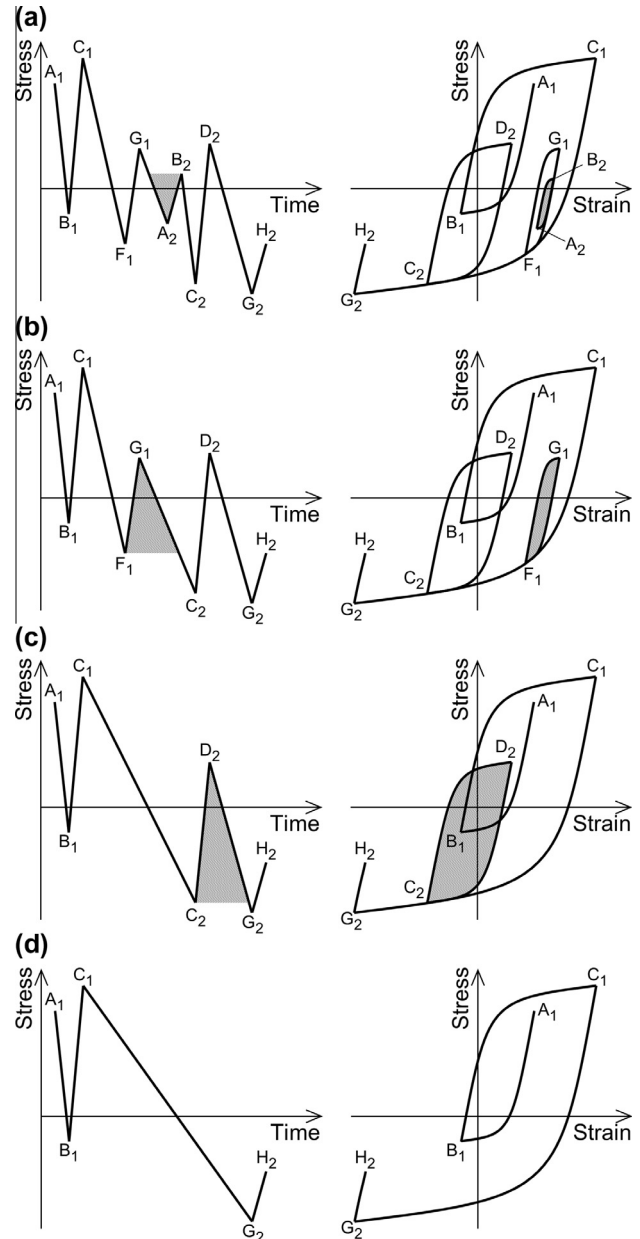 (a)
Stress
A1
C1
G1
B2
D2
Time
B1
F1
A2
H2
C2
G2
Stress
C1
A1
D2
G1
B2
B1
Strain
H2
A2
C2
F1
G2
(b)
Stress
A1
C1
G1
D2
Time
B1
F1
H2
C2
G2
Stress
C1
A1
D2
G1
B1
Strain
H2
C2
F1
G2
(c)
Stress
A1
C1
D2
Time
B1
H2
C2
G2
Stress
C1
A1
D2
Strain
B1
H2
C2
G2
(d)
Stress
A1
C1
Time
B1
H2
G2
Stress
C1
A1
Strain
B1
H2
G2